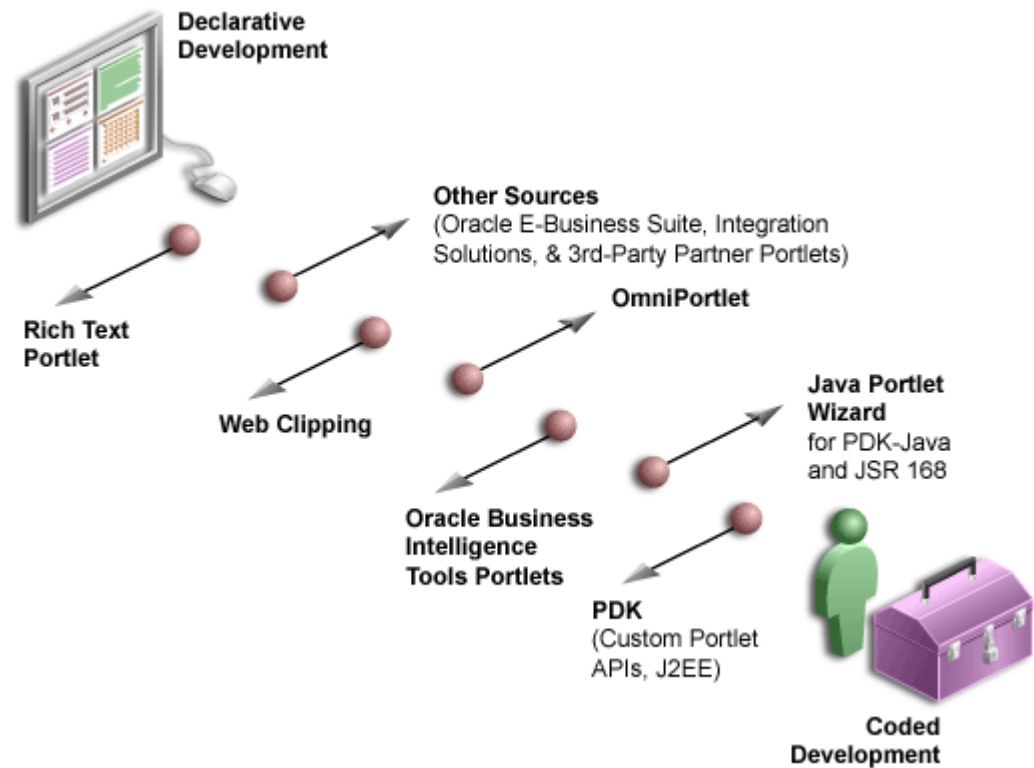 Declarative
Development
Other Sources
(Oracle E-Business Suite, Integration
Solutions, & 3rd-Party Partner Portlets)
OmniPortlet
Rich Text
Portlet
Java Portlet
Wizard
for PDK-Java
and JSR 168
Web Clipping
Oracle Business
Intelligence
Tools Portlets
PDK
(Custom Portlet
APIs, J2EE)
Coded
Development